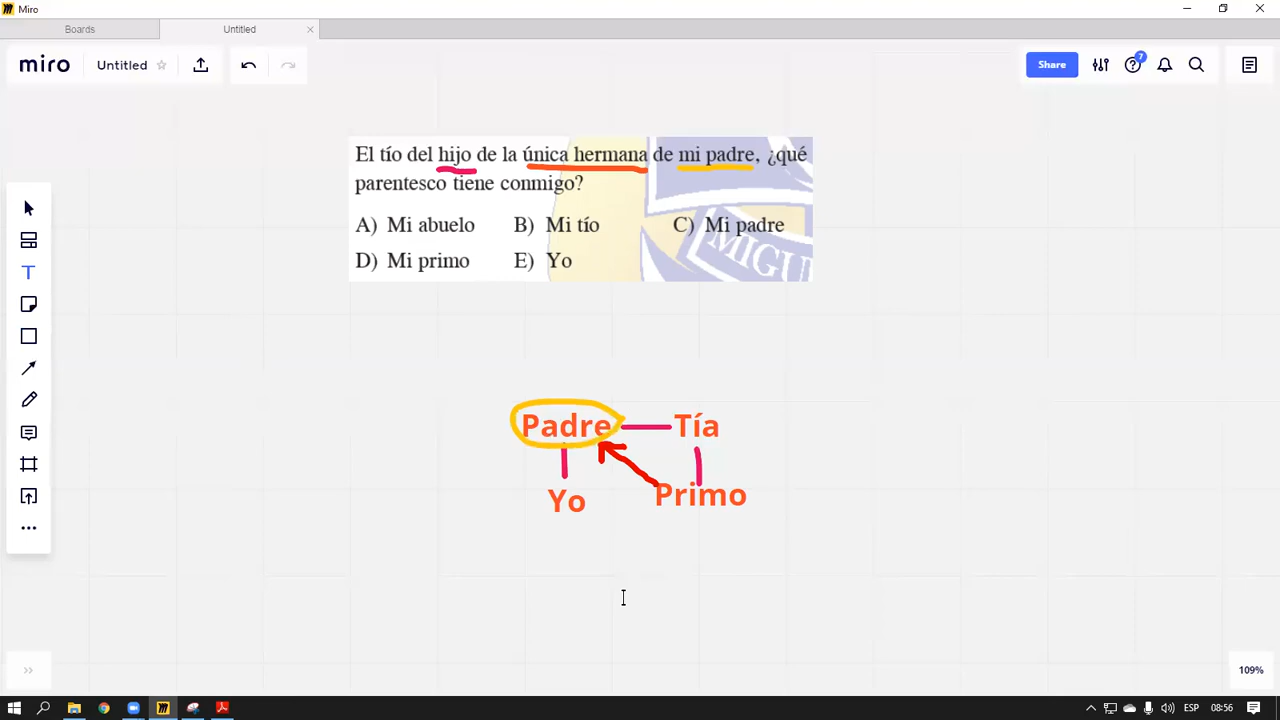 Miro
Boards
Untitled
miro
Untitled
Share
7
El tío del hijo de la única hermana de mi padre, ¿qué
parentesco tiene conmigo?
A) Mi abuelo B) Mi tío C) Mi padre
D) Mi primo E) Yo
MIGU
Padre Tía
Yo Primo
109%
ESP 08:56